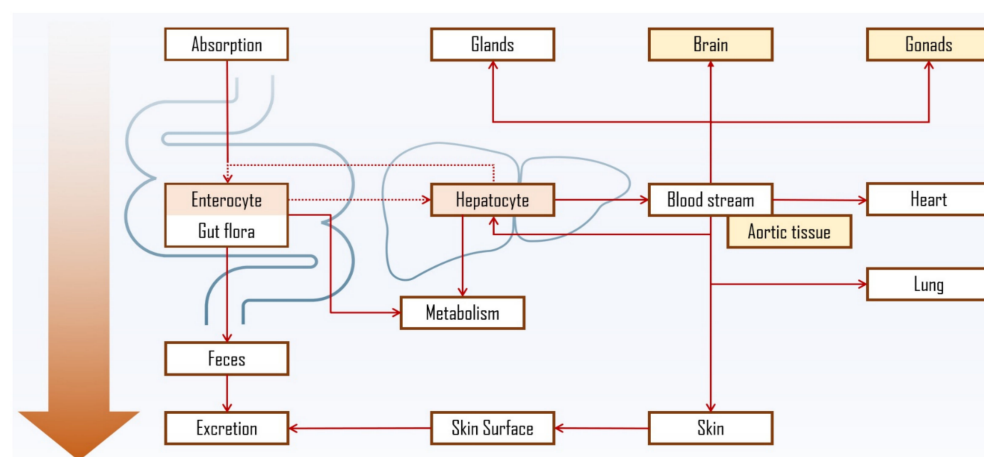 Absorption
Glands
Brain
Gonads
Enterocyte
Gut flora
Hepatocyte
Blood stream
Heart
Aortic tissue
Metabolism
Lung
Feces
Excretion
Skin Surface
Skin